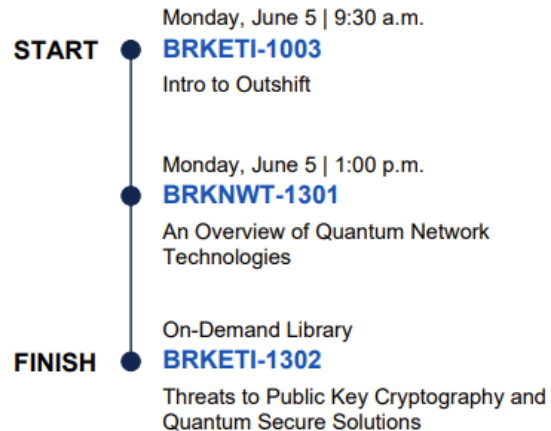 Monday, June 5 | 9:30 a.m.
START BRKETI-1003
Intro to Outshift
Monday, June 5 | 1:00 p.m.
BRKNWT-1301
An Overview of Quantum Network
Technologies
On-Demand Library
FINISH BRKETI-1302
Threats to Public Key Cryptography and
Quantum Secure Solutions